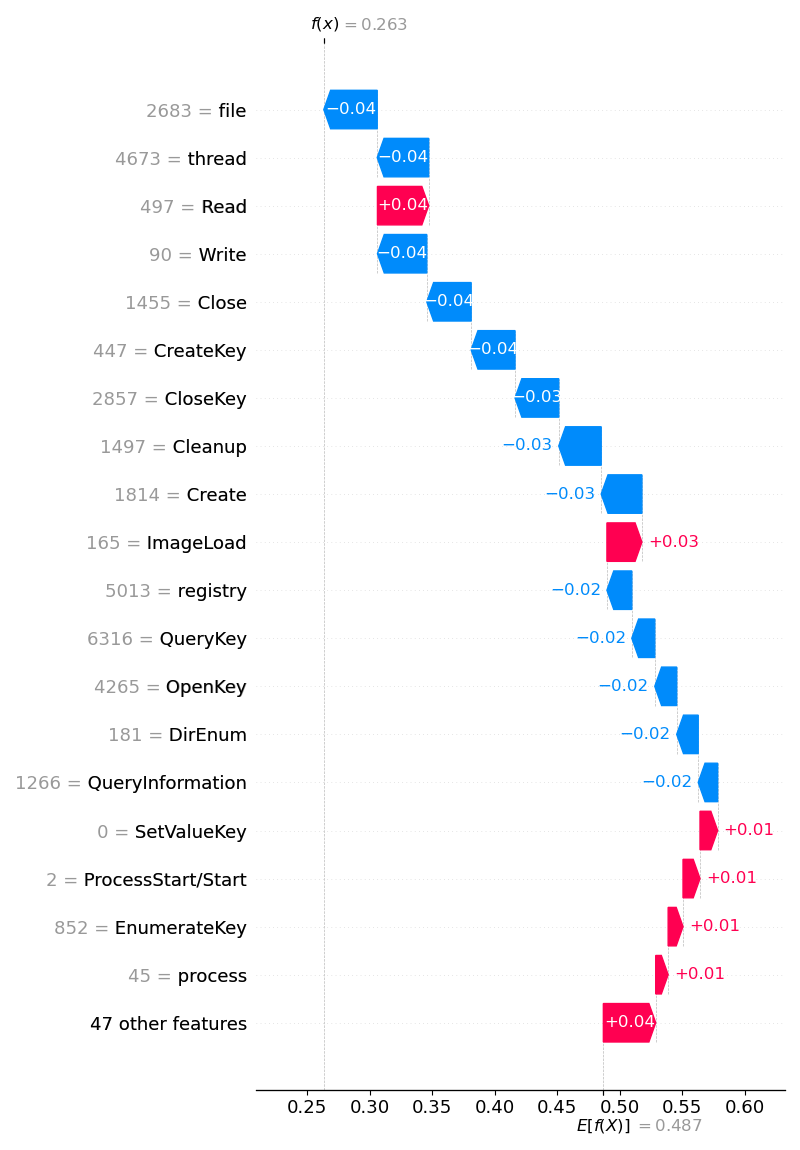 f(x) = 0.263
2683 = file −0.04
4673 = thread −0.04
497 = Read +0.04
90 = Write −0.04
1455 = Close −0.04
447 = CreateKey −0.04
2857 = CloseKey −0.03
1497 = Cleanup −0.03
1814 = Create −0.03
165 = ImageLoad +0.03
5013 = registry −0.02
6316 = QueryKey −0.02
4265 = OpenKey −0.02
181 = DirEnum −0.02
1266 = QueryInformation −0.02
0 = SetValueKey +0.01
2 = ProcessStart/Start +0.01
852 = EnumerateKey +0.01
45 = process +0.01
47 other features +0.04
0.25 0.30 0.35 0.40 0.45 0.50 0.55 0.60
E[f(X)] = 0.487